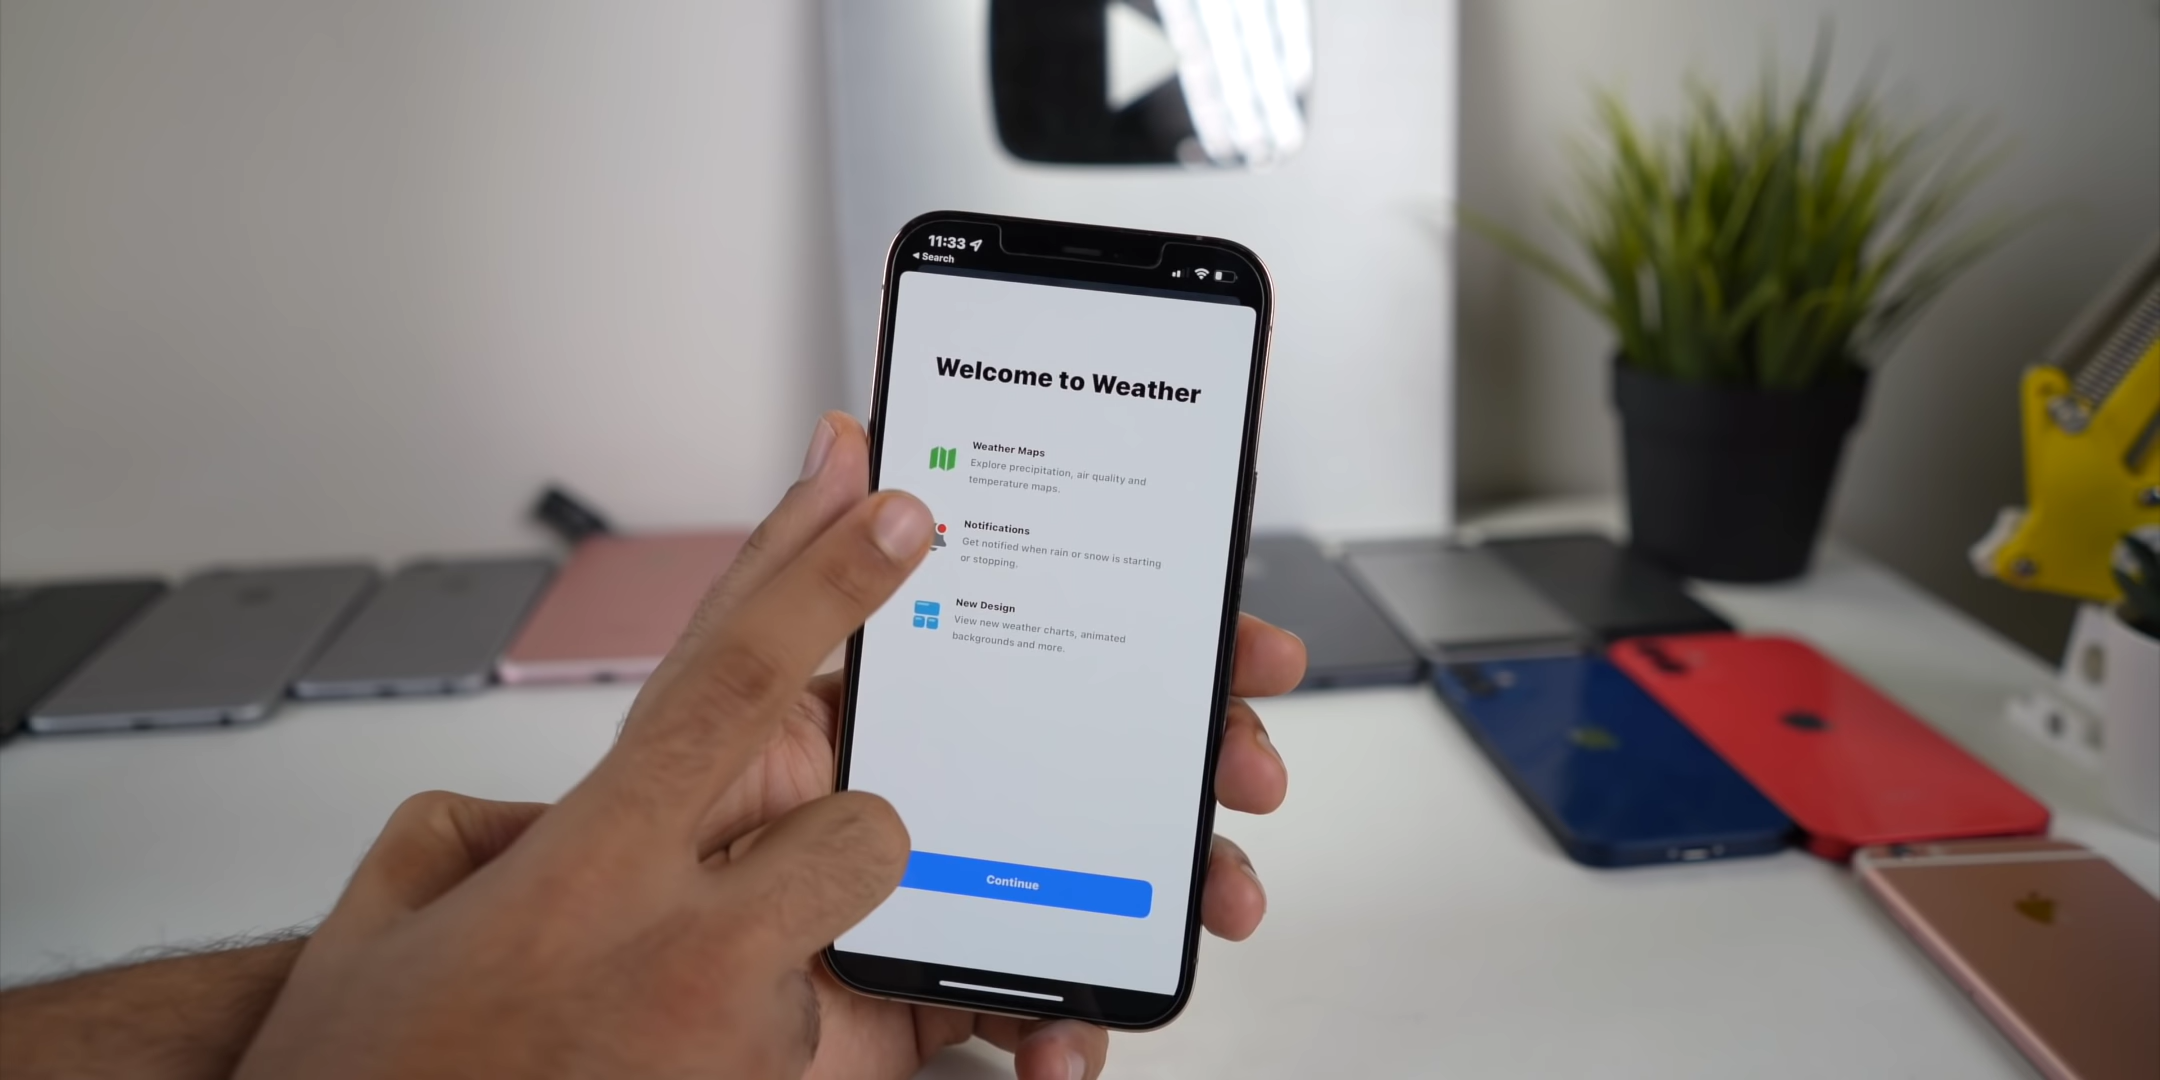 11:33
◀ Search
Welcome to Weather
Weather Maps
Explore precipitation, air quality and
temperature maps.
Notifications
Get notified when rain or snow is starting
or stopping.
New Design
View new weather charts, animated
backgrounds and more.
Continue